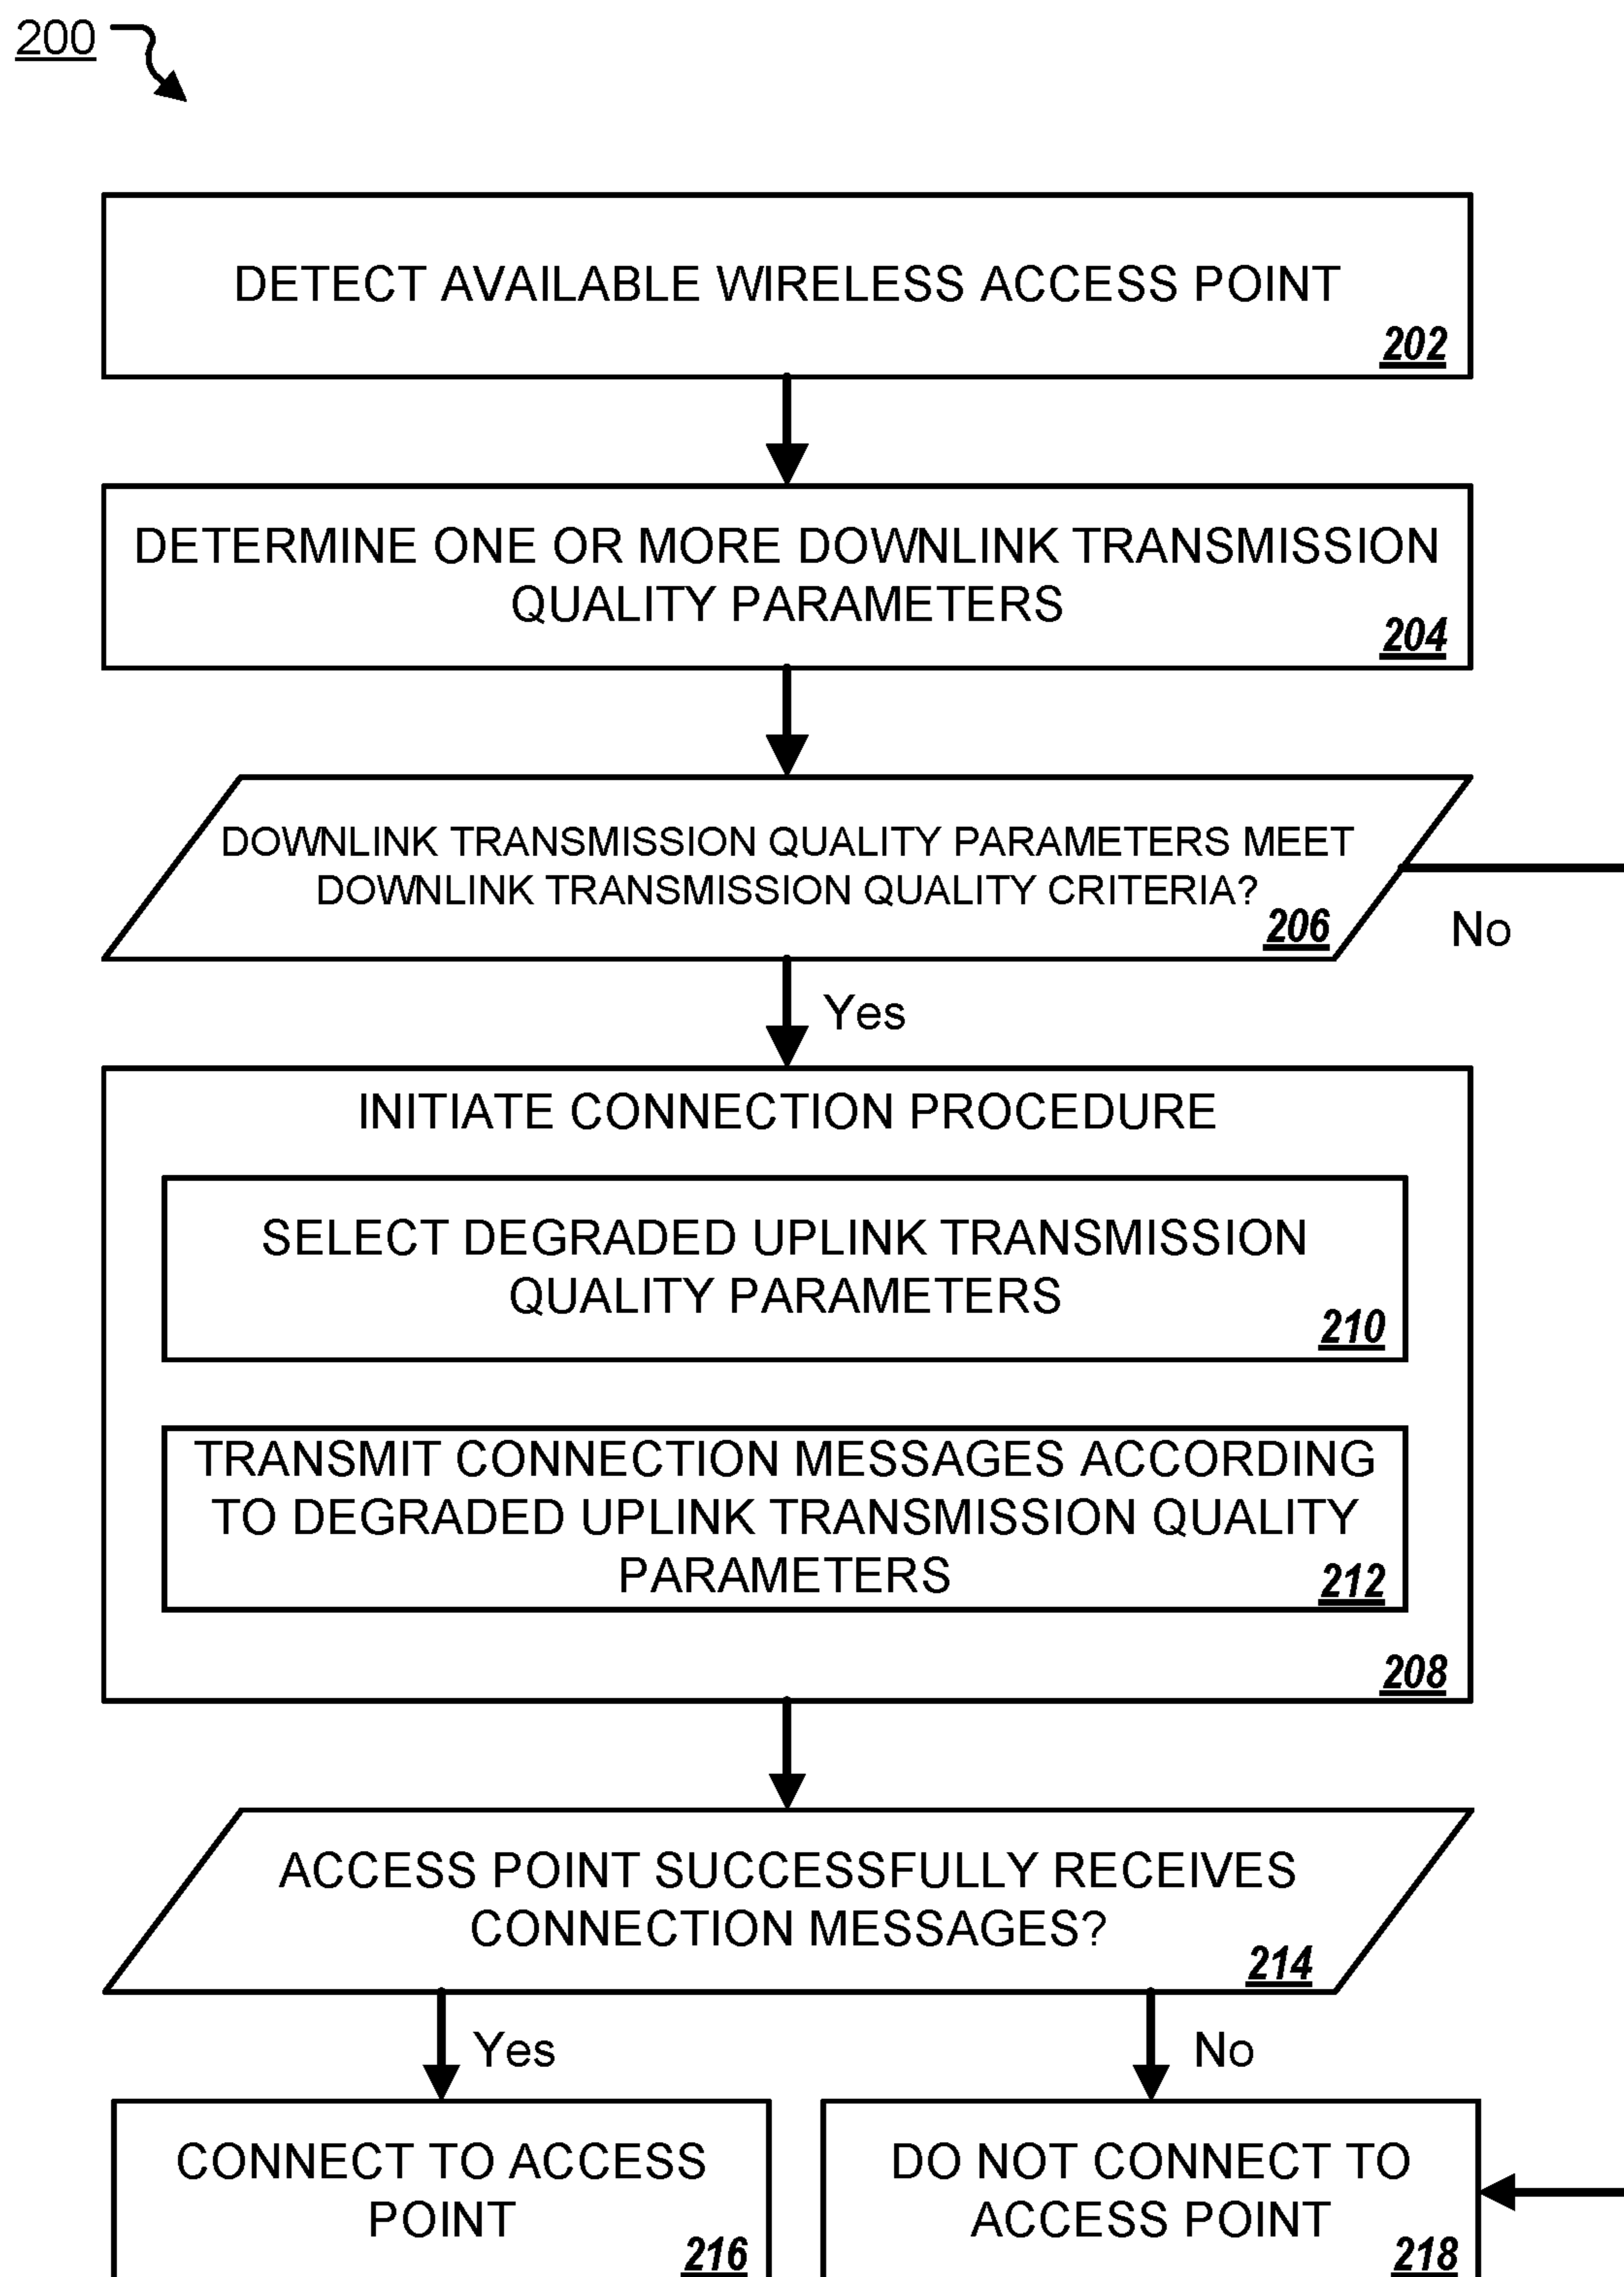 200
DETECT AVAILABLE WIRELESS ACCESS POINT
202
DETERMINE ONE OR MORE DOWNLINK TRANSMISSION
QUALITY PARAMETERS
204
DOWNLINK TRANSMISSION QUALITY PARAMETERS MEET
DOWNLINK TRANSMISSION QUALITY CRITERIA?
206
No
Yes
INITIATE CONNECTION PROCEDURE
SELECT DEGRADED UPLINK TRANSMISSION
QUALITY PARAMETERS
210
TRANSMIT CONNECTION MESSAGES ACCORDING
TO DEGRADED UPLINK TRANSMISSION QUALITY
PARAMETERS
212
208
ACCESS POINT SUCCESSFULLY RECEIVES
CONNECTION MESSAGES?
214
Yes
No
CONNECT TO ACCESS
POINT
216
DO NOT CONNECT TO
ACCESS POINT
218